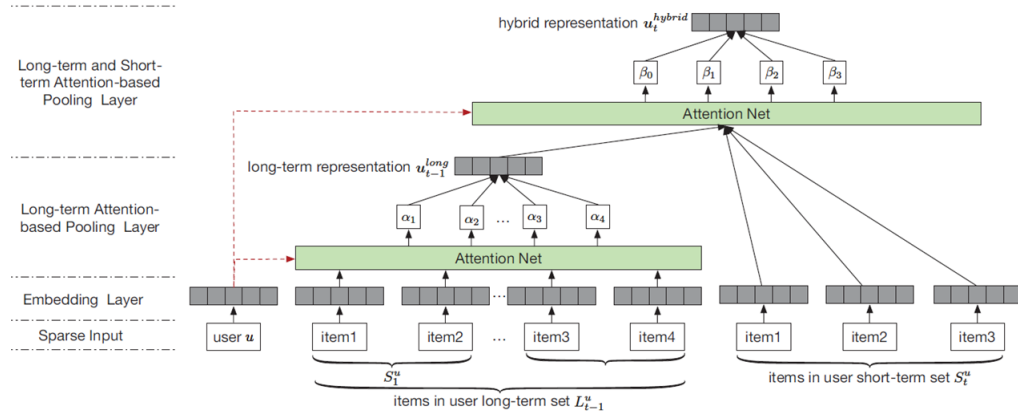 hybrid representation u_t^{hybrid}
Long-term and Short-
term Attention-based
Pooling Layer
β0 β1 β2 β3
Attention Net
long-term representation u_{t-1}^{long}
Long-term Attention-
based Pooling Layer
α1 α2 ... α3 α4
Attention Net
Embedding Layer
...
Sparse Input
user u item1 item2 ... item3 item4 item1 item2 item3
S_1^u
items in user short-term set S_t^u
items in user long-term set L_{t-1}^u